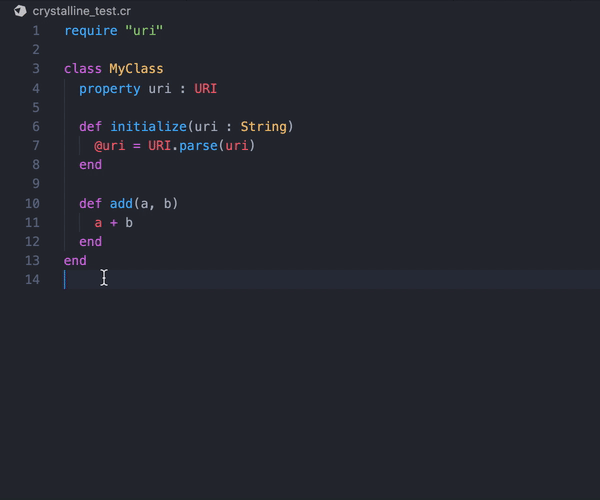 crystalline_test.cr
1 require "uri"
2
3 class MyClass
4   property uri : URI
5
6   def initialize(uri : String)
7     @uri = URI.parse(uri)
8   end
9
10   def add(a, b)
11     a + b
12   end
13 end
14